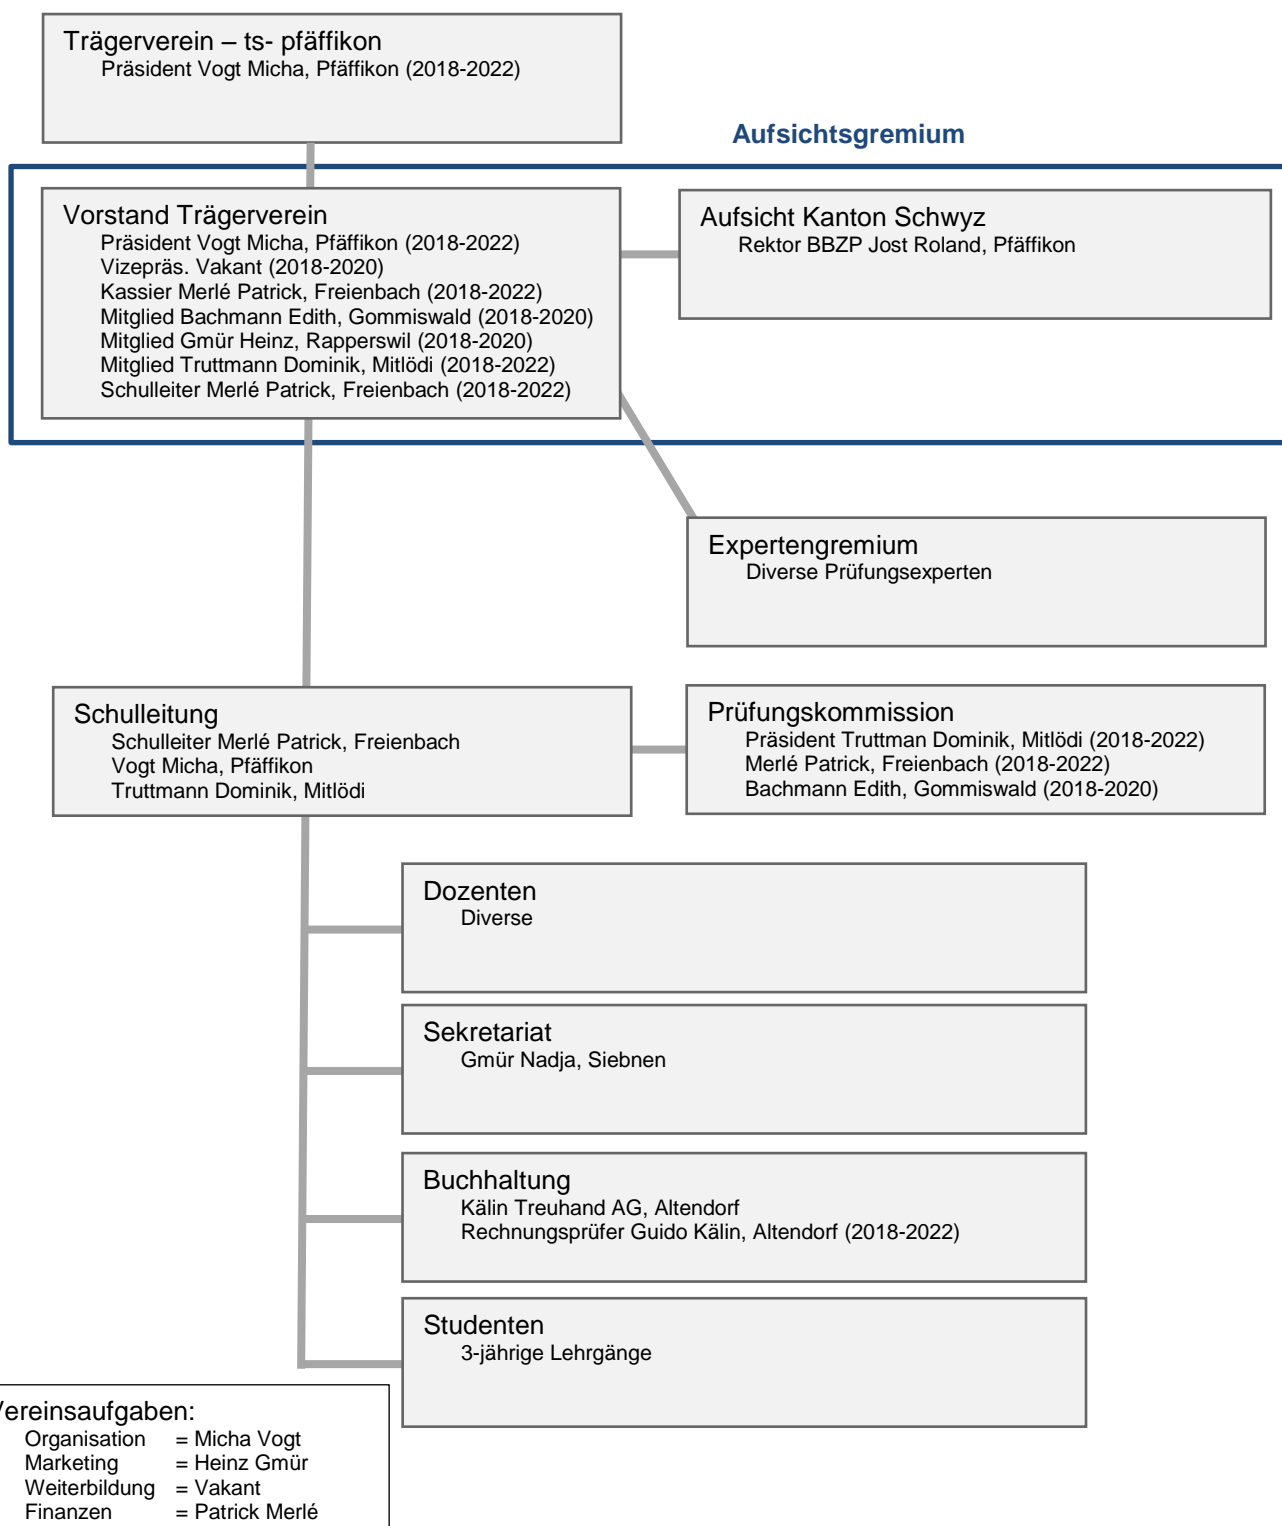 Trägerverein – ts- pfäffikon
Präsident Vogt Micha, Pfäffikon (2018-2022)
Aufsichtsgremium
Vorstand Trägerverein
Präsident Vogt Micha, Pfäffikon (2018-2022)
Vizepräs. Vakant (2018-2020)
Kassier Merlé Patrick, Freienbach (2018-2022)
Mitglied Bachmann Edith, Gommiswald (2018-2020)
Mitglied Gmür Heinz, Rapperswil (2018-2020)
Mitglied Truttmann Dominik, Mitlödi (2018-2022)
Schulleiter Merlé Patrick, Freienbach (2018-2022)
Aufsicht Kanton Schwyz
Rektor BBZP Jost Roland, Pfäffikon
Expertengremium
Diverse Prüfungsexperten
Schulleitung
Schulleiter Merlé Patrick, Freienbach
Vogt Micha, Pfäffikon
Truttmann Dominik, Mitlödi
Prüfungskommission
Präsident Truttman Dominik, Mitlödi (2018-2022)
Merlé Patrick, Freienbach (2018-2022)
Bachmann Edith, Gommiswald (2018-2020)
Dozenten
Diverse
Sekretariat
Gmür Nadja, Siebnen
Buchhaltung
Kälin Treuhand AG, Altendorf
Rechnungsprüfer Guido Kälin, Altendorf (2018-2022)
Studenten
3-jährige Lehrgänge
Vereinsaufgaben:
Organisation = Micha Vogt
Marketing = Heinz Gmür
Weiterbildung = Vakant
Finanzen = Patrick Merlé